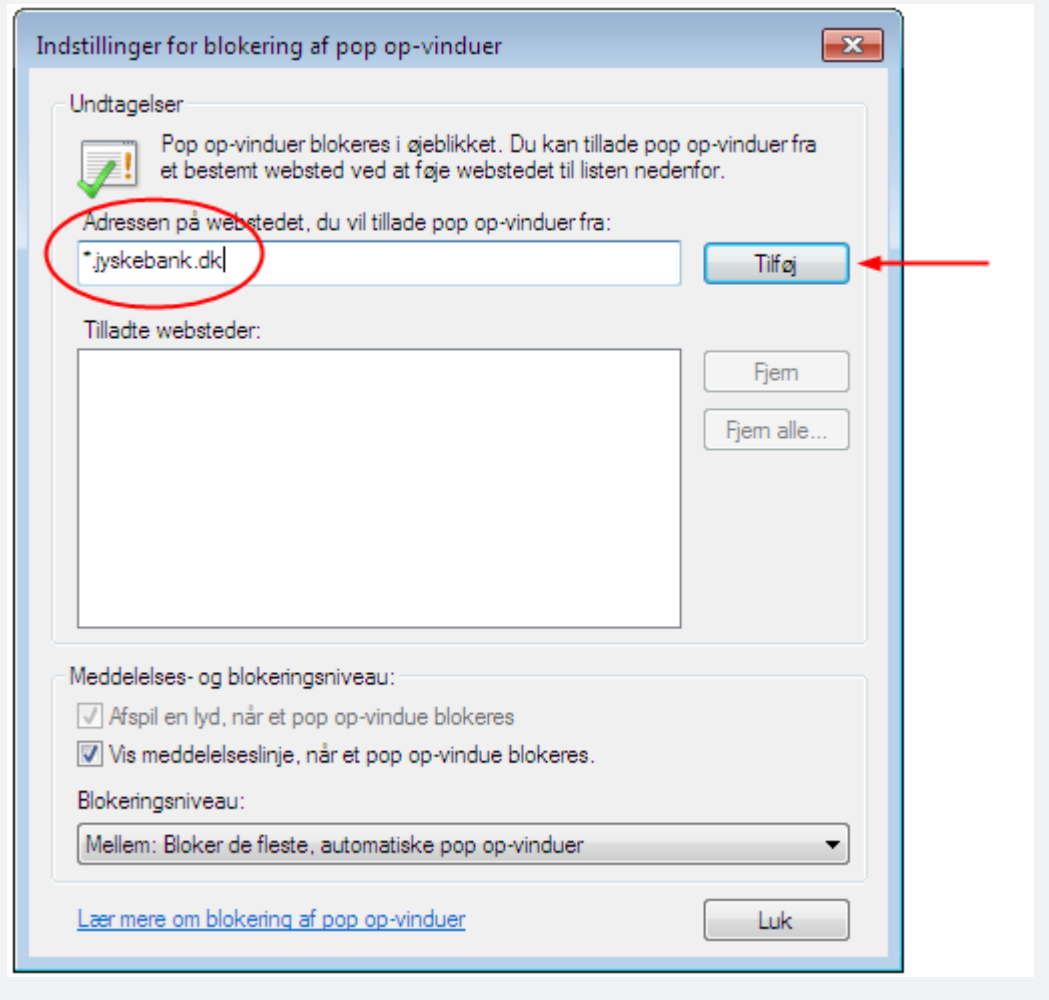 Indstillinger for blokering af pop op-vinduer
Undtagelser
Pop op-vinduer blokeres i øjeblikket. Du kan tillade pop op-vinduer fra
et bestemt websted ved at føje webstedet til listen nedenfor.
Adressen på webstedet, du vil tillade pop op-vinduer fra:
*.jyskebank.dk
Tilføj
Tilladte websteder:
Fjern
Fjern alle...
Meddelelses- og blokeringsniveau:
Afspil en lyd, når et pop op-vindue blokeres
Vis meddelelseslinje, når et pop op-vindue blokeres.
Blokeringsniveau:
Mellem: Bloker de fleste, automatiske pop op-vinduer
Lær mere om blokering af pop op-vinduer
Luk